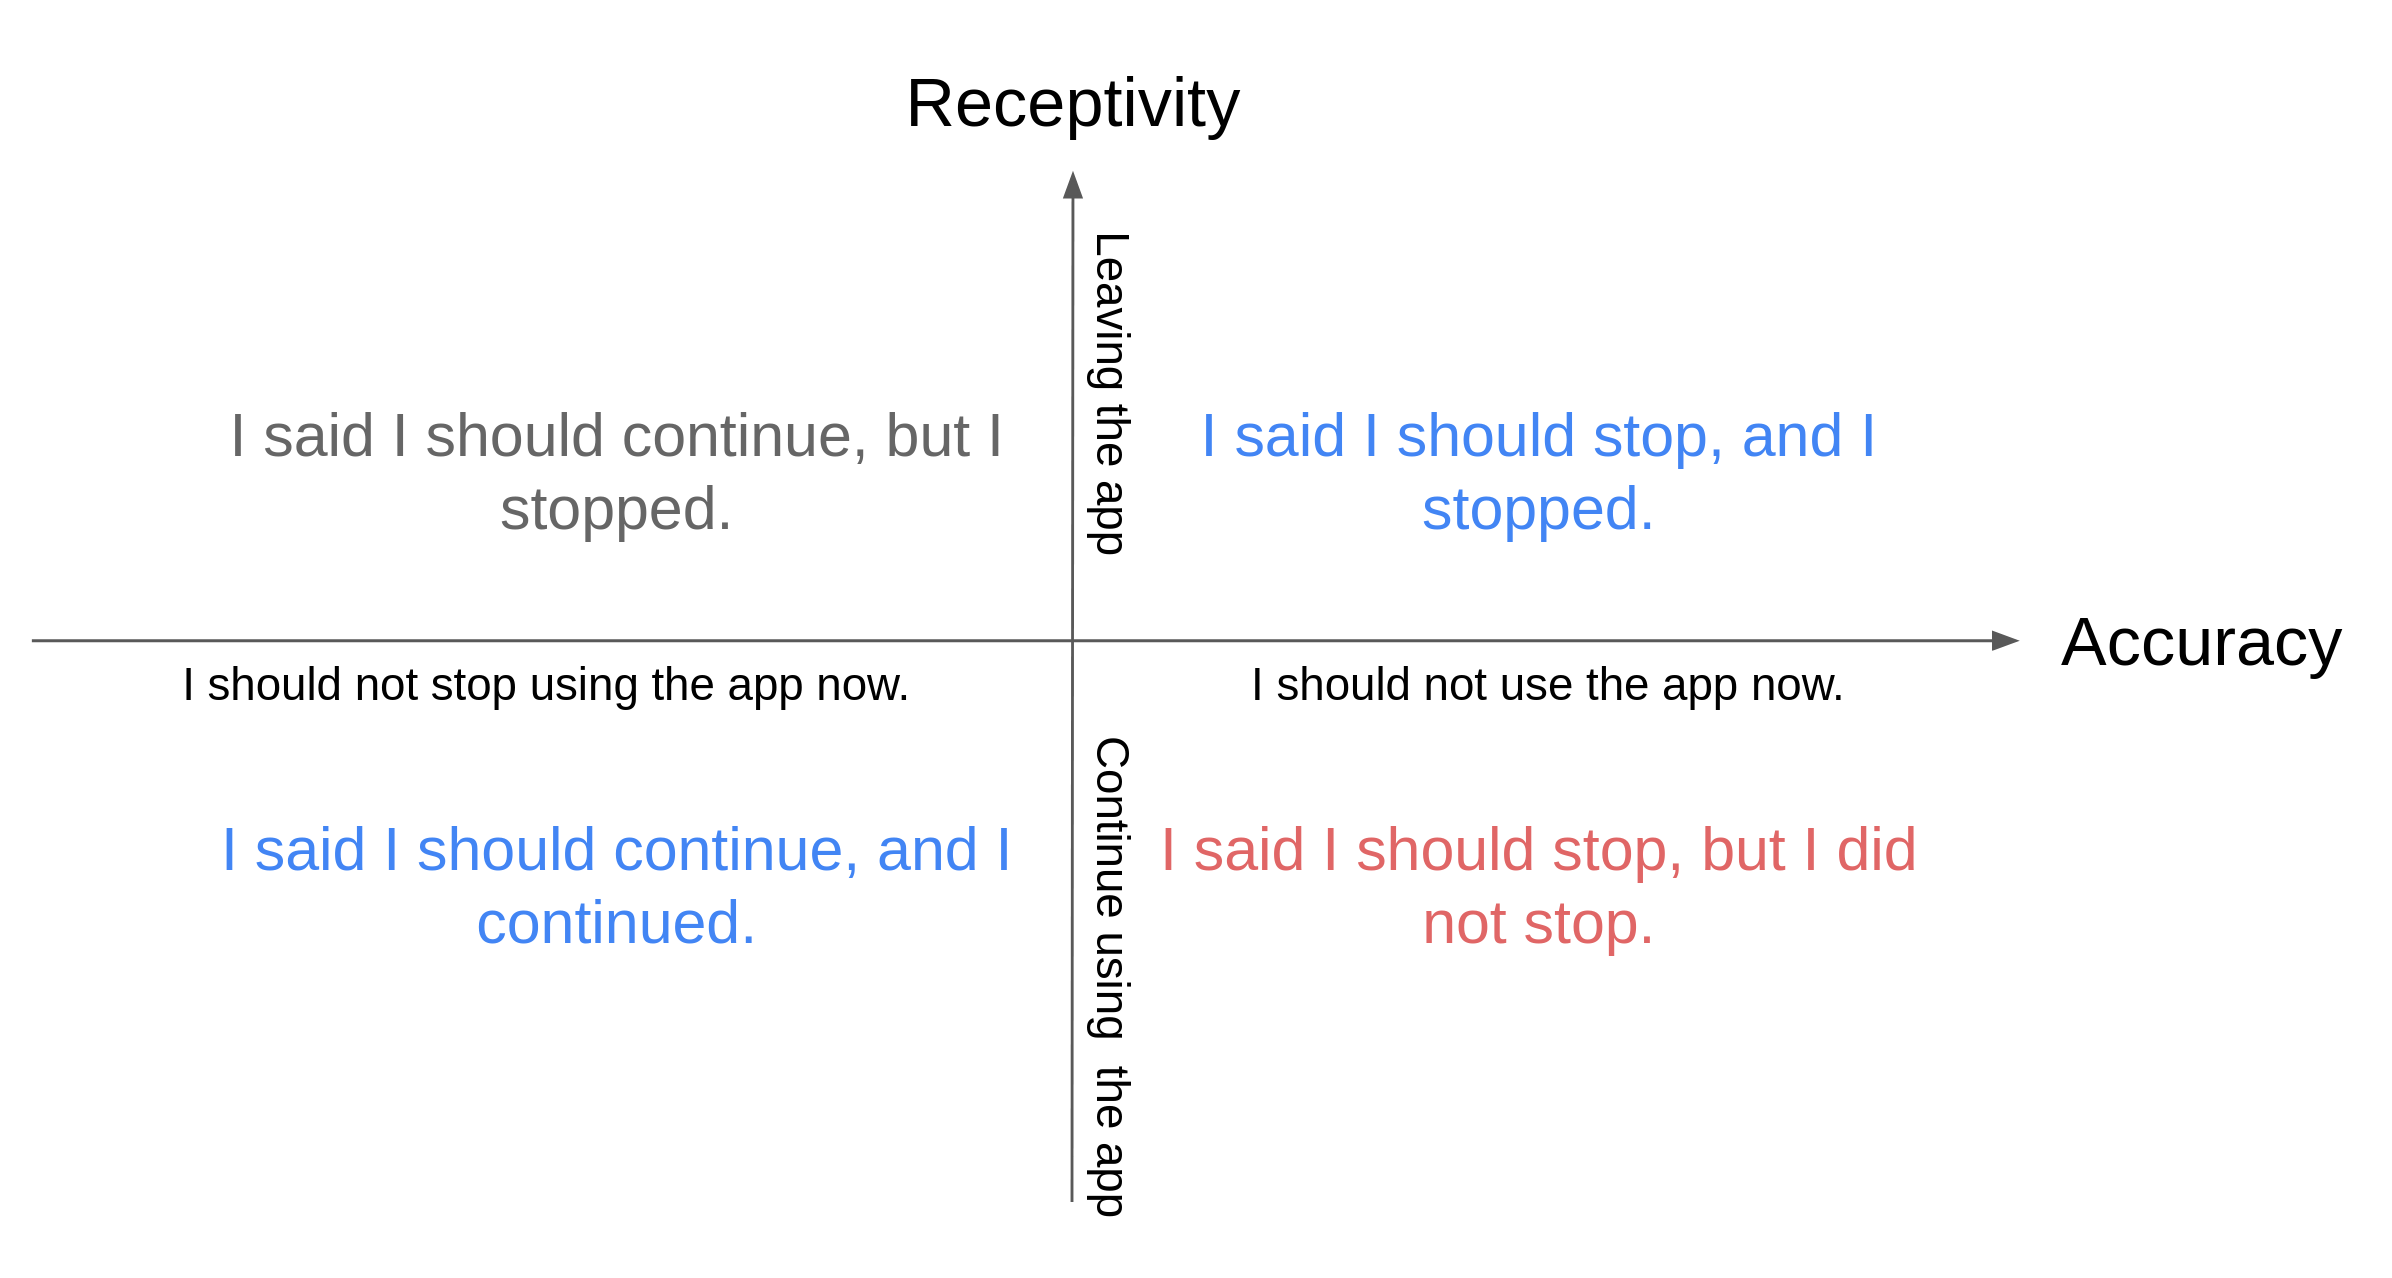 Receptivity
Leaving the app
I said I should continue, but I
stopped.
I said I should stop, and I
stopped.
Accuracy
I should not stop using the app now.
I should not use the app now.
Continue using  the app
I said I should continue, and I
continued.
I said I should stop, but I did
not stop.